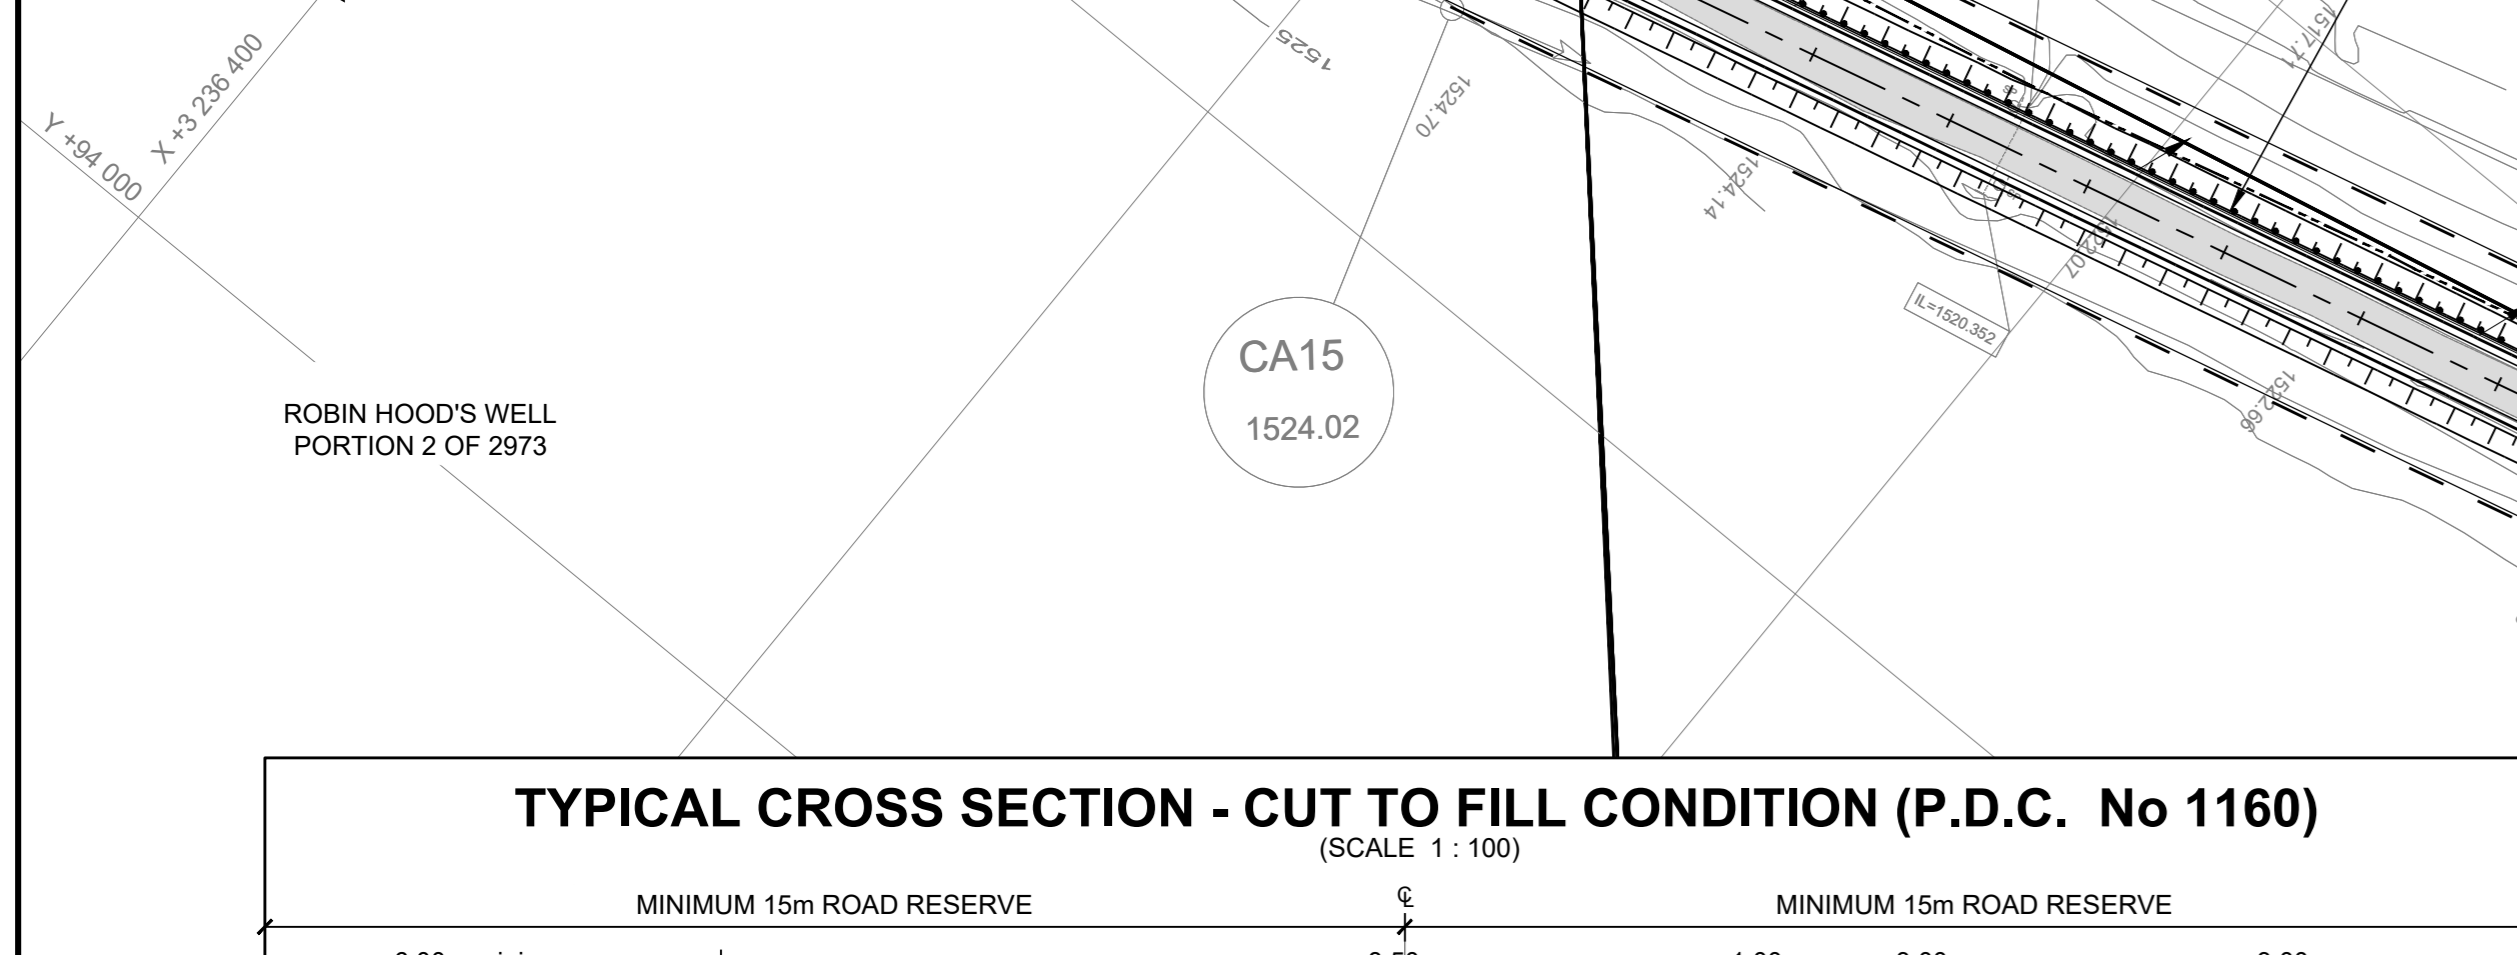 X +3 236 400
Y +94 000
1525
1524.70
1524.14
1517.71
1522.07
IL=1520.352
1522.66
CA15
1524.02
ROBIN HOOD'S WELL
PORTION 2 OF 2973
TYPICAL CROSS SECTION - CUT TO FILL CONDITION (P.D.C. No 1160)
(SCALE 1 : 100)
MINIMUM 15m ROAD RESERVE
℄
MINIMUM 15m ROAD RESERVE